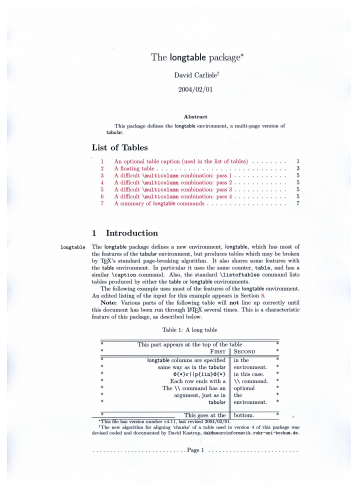 The longtable package*
David Carlisle†
2004/02/01
Abstract
This package defines the longtable environment, a multi-page version of
tabular.
List of Tables
1 An optional table caption (used in the list of tables) . . . . . . . . 1
2 A floating table . . . . . . . . . . . . . . . . . . . . . . . . . . . . 3
3 A difficult \multicolumn combination: pass 1 . . . . . . . . . . . . 5
4 A difficult \multicolumn combination: pass 2 . . . . . . . . . . . . 5
5 A difficult \multicolumn combination: pass 3 . . . . . . . . . . . . 5
6 A difficult \multicolumn combination: pass 4 . . . . . . . . . . . . 5
7 A summary of longtable commands . . . . . . . . . . . . . . . . . . 7
1 Introduction
longtable The longtable package defines a new environment, longtable, which has most of
the features of the tabular environment, but produces tables which may be broken
by TEX's standard page-breaking algorithm. It also shares some features with
the table environment. In particular it uses the same counter, table, and has a
similar \caption command. Also, the standard \listoftables command lists
tables produced by either the table or longtable environments.
The following example uses most of the features of the longtable environment.
An edited listing of the input for this example appears in Section 8.
Note: Various parts of the following table will not line up correctly until
this document has been run through LATEX several times. This is a characteristic
feature of this package, as described below.
Table 1: A long table
* This part appears at the top of the table *
* FIRST SECOND *
* longtable columns are specified in the *
* same way as in the tabular environment. *
* @{*}r||p{1in}@{*} in this case. *
* Each row ends with a \\ command. *
* The \\ command has an optional *
* argument, just as in the *
* tabular environment. *
* This goes at the bottom. *
*This file has version number v4.11, last revised 2004/02/01.
†The new algorithm for aligning 'chunks' of a table used in version 4 of this package was
devised coded and documented by David Kastrup, dak@neuroinformatik.ruhr-uni-bochum.de.
. . . . . . . . . . . . . . . . . . . . . . . . Page 1 . . . . . . . . . . . . . . . . . . . . . . . .